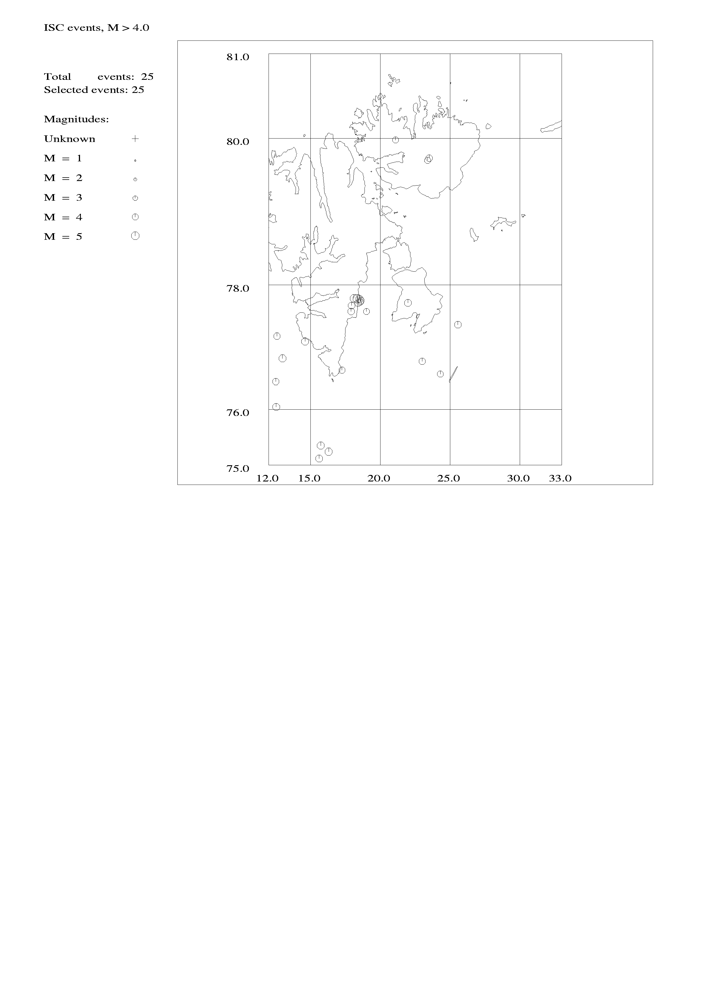 ISC events, M > 4.0
Total events: 25
Selected events: 25
Magnitudes:
Unknown
M = 1
M = 2
M = 3
M = 4
M = 5
81.0
80.0
78.0
76.0
75.0
12.0 15.0 20.0 25.0 30.0 33.0